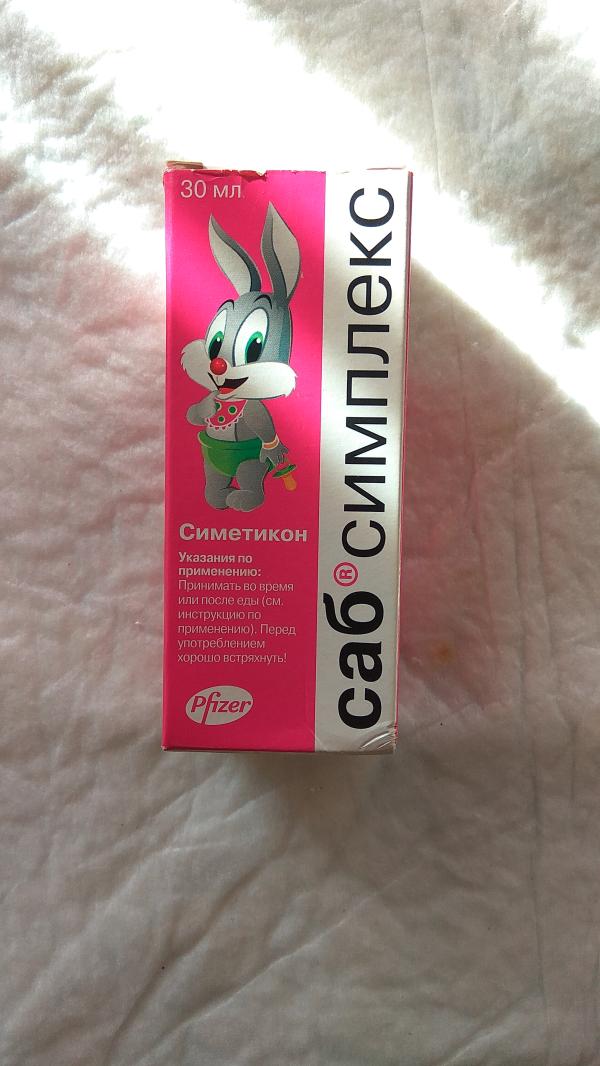 30 мл
саб®симплекс
Симетикон
Указания по
применению:
Принимать во время
или после еды (см.
инструкцию по
применению). Перед
употреблением
хорошо встряхнуть!
Pfizer